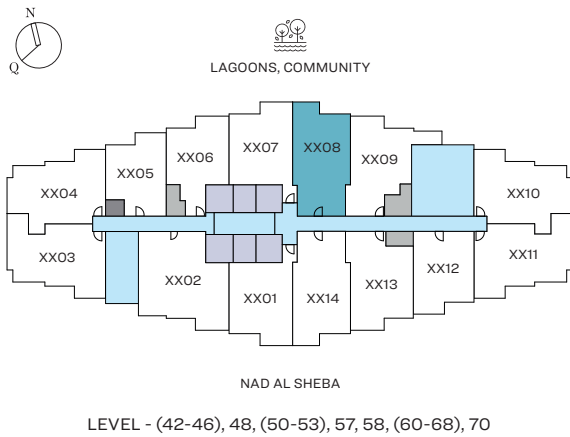 N
Q
LAGOONS, COMMUNITY
XX07
XX08
XX06
XX09
XX05
XX04
XX10
XX03
XX11
XX02
XX12
XX13
XX01
XX14
NAD AL SHEBA
LEVEL - (42-46), 48, (50-53), 57, 58, (60-68), 70